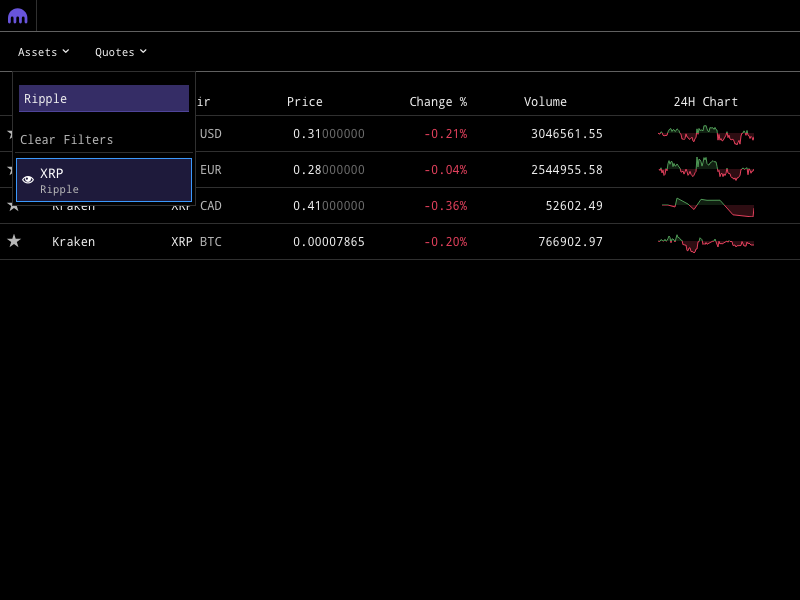 Assets Quotes
Ripple
ir Price Change % Volume 24H Chart
USD 0.31000000 -0.21% 3046561.55
Clear Filters
XRP
Ripple
EUR 0.28000000 -0.04% 2544955.58
Kraken XRP CAD 0.41000000 -0.36% 52602.49
Kraken XRP BTC 0.00007865 -0.20% 766902.97